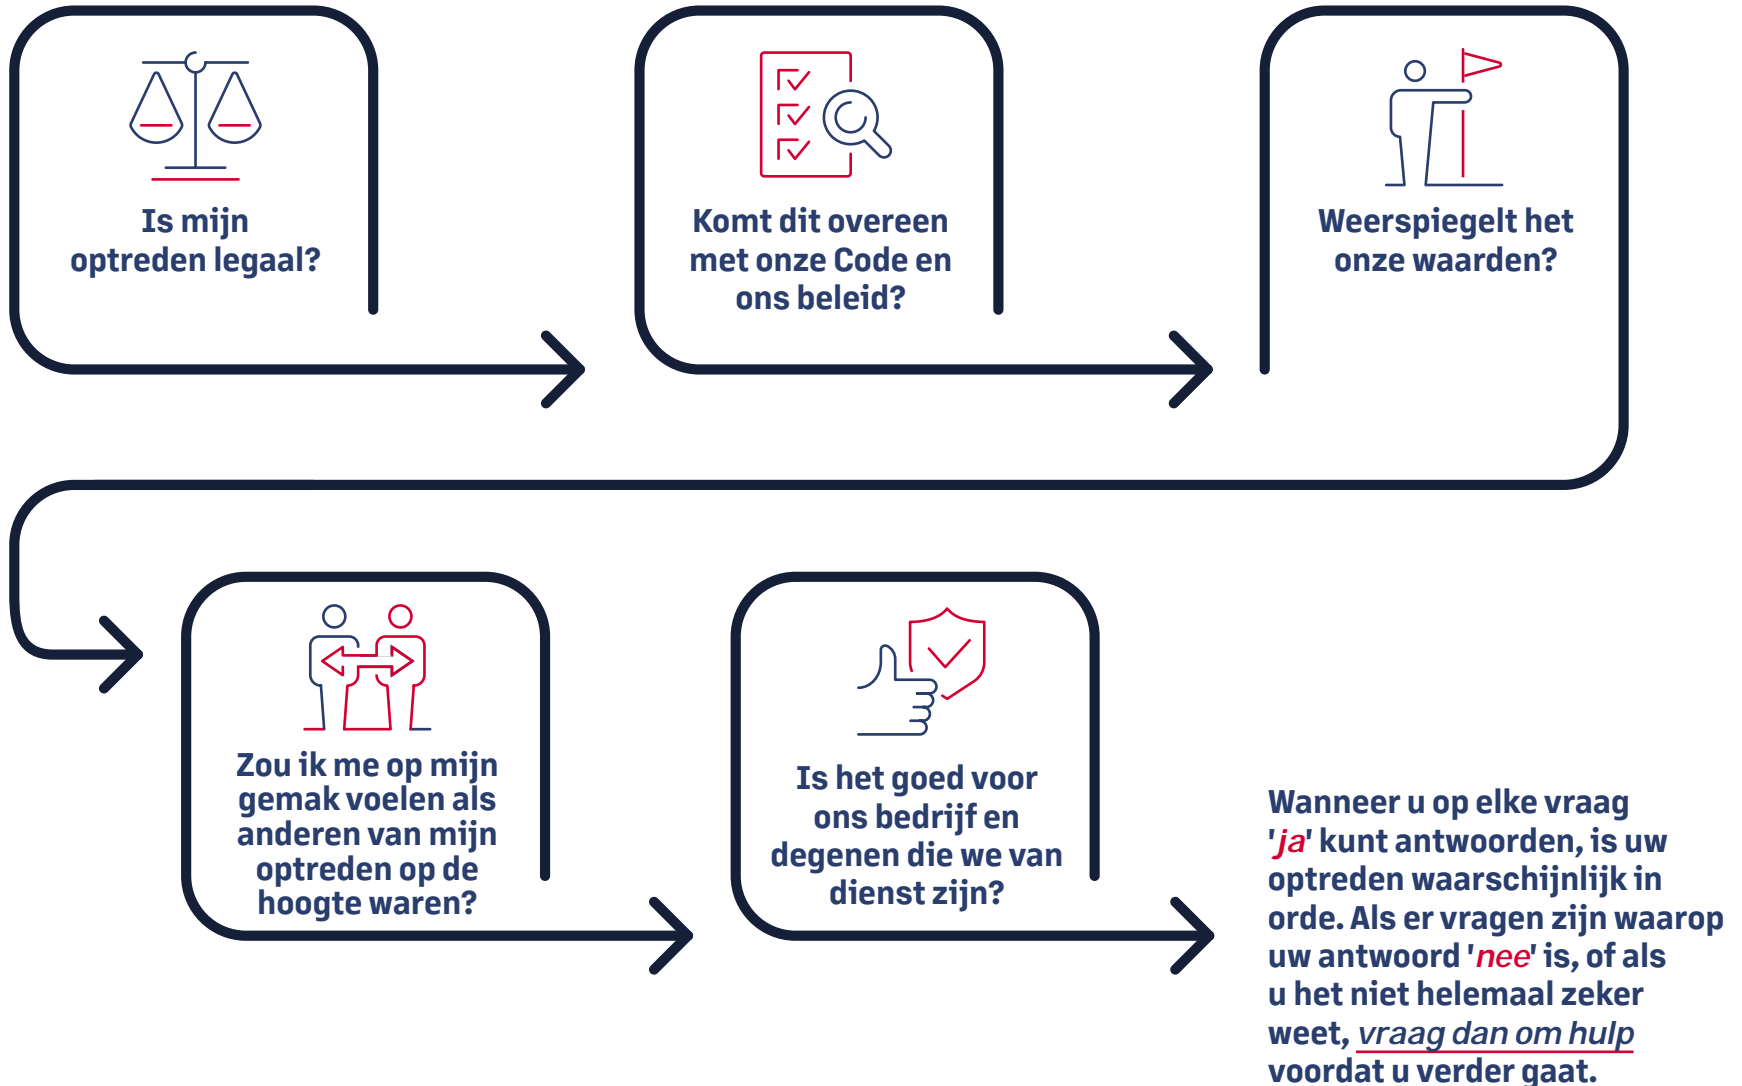 Is mijn
optreden legaal?
Komt dit overeen
met onze Code en
ons beleid?
Weerspiegelt het
onze waarden?
Zou ik me op mijn
gemak voelen als
anderen van mijn
optreden op de
hoogte waren?
Is het goed voor
ons bedrijf en
degenen die we van
dienst zijn?
Wanneer u op elke vraag
'ja' kunt antwoorden, is uw
optreden waarschijnlijk in
orde. Als er vragen zijn waarop
uw antwoord 'nee' is, of als
u het niet helemaal zeker
weet, vraag dan om hulp
voordat u verder gaat.